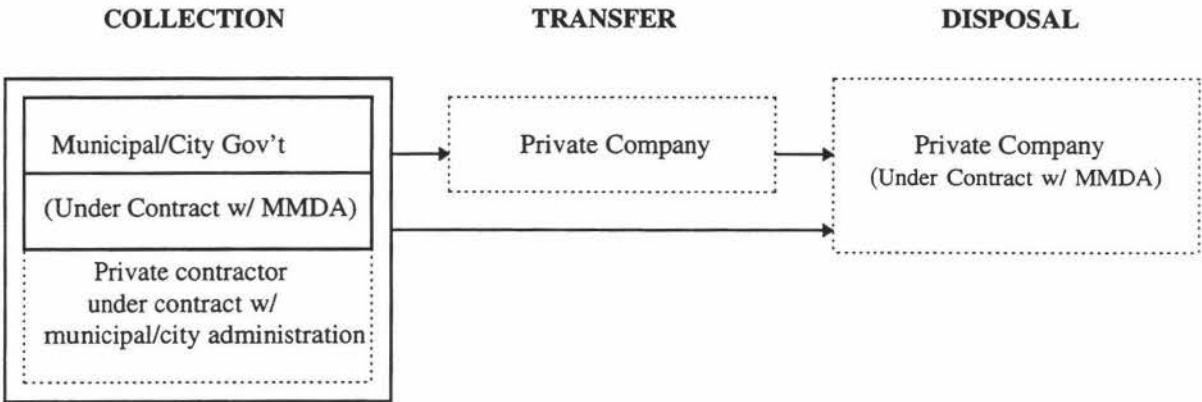 COLLECTION
TRANSFER
DISPOSAL
Municipal/City Gov't
(Under Contract w/ MMDA)
Private contractor
under contract w/
municipal/city administration
Private Company
Private Company
(Under Contract w/ MMDA)